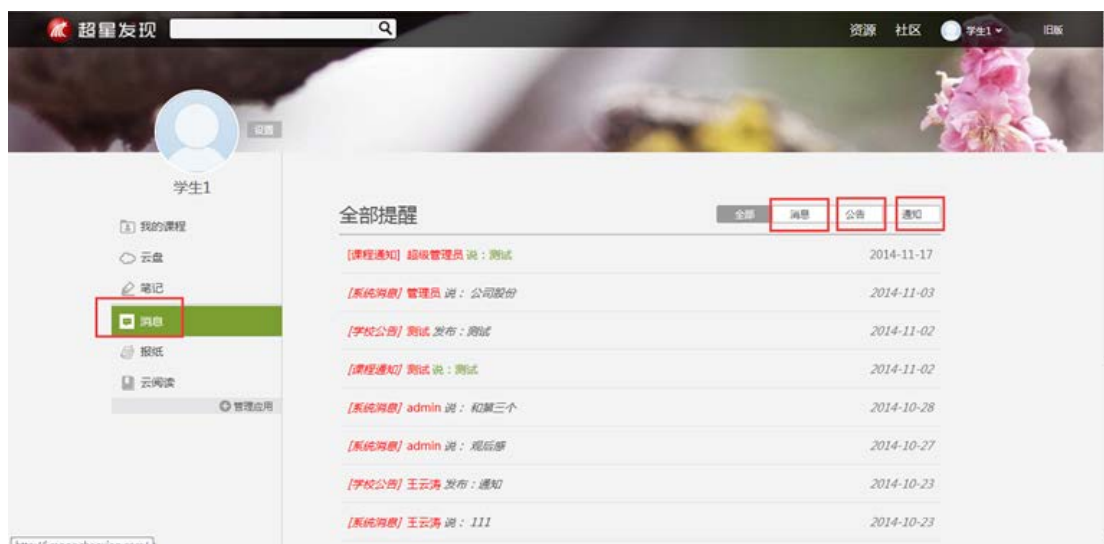 超星发现 资源 社区 学生1 旧版
设置
学生1
我的课程
云盘
笔记
消息
报纸
云阅读
管理应用
全部提醒 全部 消息 公告 通知
[课程通知] 超级管理员 说：测试 2014-11-17
[系统消息] 管理员 说： 公司股份 2014-11-03
[学校公告] 测试 发布：测试 2014-11-02
[课程通知] 测试 说：测试 2014-11-02
[系统消息] admin 说： 和第三个 2014-10-28
[系统消息] admin 说： 观后感 2014-10-27
[学校公告] 王云涛 发布：通知 2014-10-23
[系统消息] 王云涛 说： 111 2014-10-23